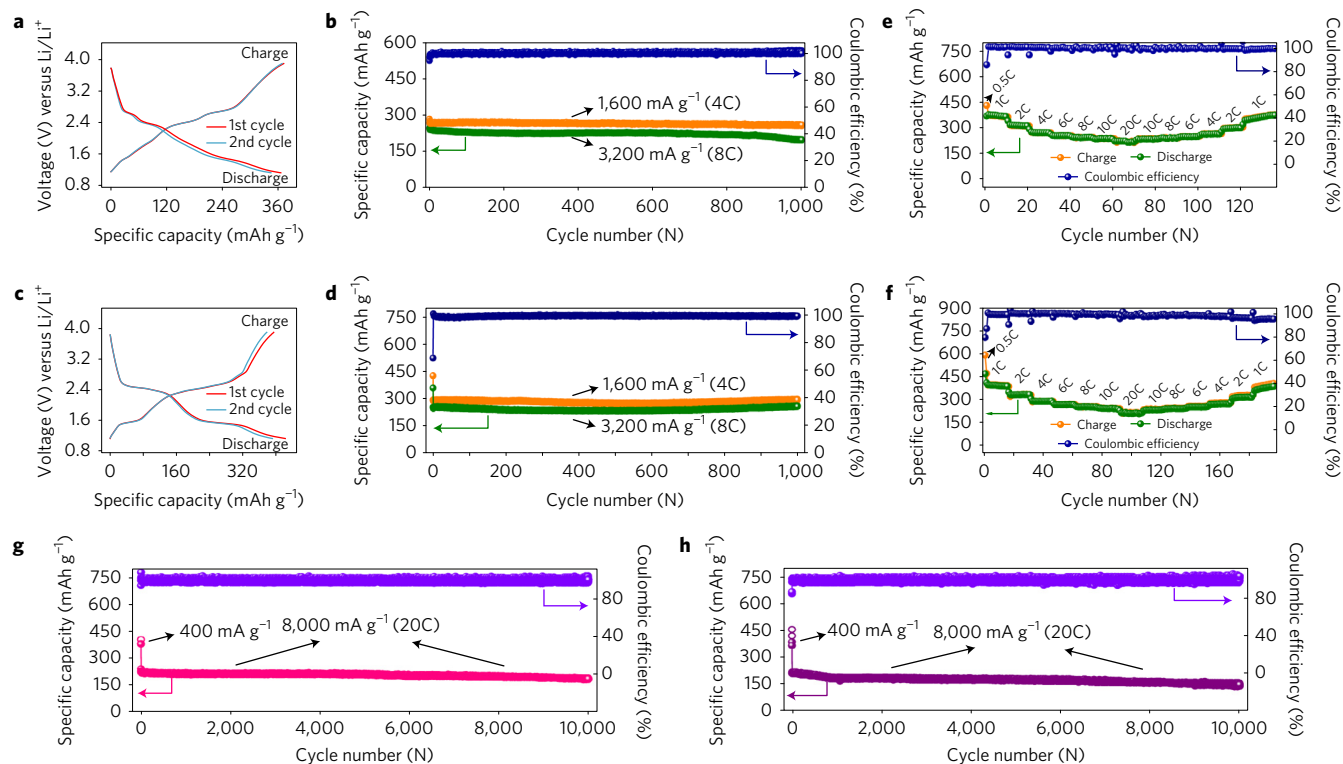 a
Voltage (V) versus Li/Li⁺
4.0
3.2
2.4
1.6
0.8
Charge
1st cycle
2nd cycle
Discharge
0 120 240 360
Specific capacity (mAh g⁻¹)
b
Specific capacity (mAh g⁻¹)
600
450
300
150
0
1,600 mA g⁻¹ (4C)
3,200 mA g⁻¹ (8C)
100
80
60
40
20
0
Coulombic efficiency (%)
0 200 400 600 800 1,000
Cycle number (N)
e
Specific capacity (mAh g⁻¹)
750
600
450
300
150
0
0.5C
1C 2C 4C 6C 8C 10C 20C 10C 8C 6C 4C 2C 1C
Charge Discharge
Coulombic efficiency
100
80
60
40
20
0
Coulombic efficiency (%)
0 20 40 60 80 100 120
Cycle number (N)
c
Voltage (V) versus Li/Li⁺
4.0
3.2
2.4
1.6
0.8
Charge
1st cycle
2nd cycle
Discharge
0 160 320
Specific capacity (mAh g⁻¹)
d
Specific capacity (mAh g⁻¹)
750
600
450
300
150
0
1,600 mA g⁻¹ (4C)
3,200 mA g⁻¹ (8C)
100
80
60
40
20
0
Coulombic efficiency (%)
0 200 400 600 800 1,000
Cycle number (N)
f
Specific capacity (mAh g⁻¹)
900
750
600
450
300
150
0
0.5C
1C 2C 4C 6C 8C 10C 20C 10C 8C 6C 4C 2C 1C
Charge Discharge
Coulombic efficiency
100
80
60
40
20
0
Coulombic efficiency (%)
0 40 80 120 160
Cycle number (N)
g
Specific capacity (mAh g⁻¹)
750
600
450
300
150
0
400 mA g⁻¹
8,000 mA g⁻¹ (20C)
80
40
0
Coulombic efficiency (%)
0 2,000 4,000 6,000 8,000 10,000
Cycle number (N)
h
Specific capacity (mAh g⁻¹)
750
600
450
300
150
0
400 mA g⁻¹
8,000 mA g⁻¹ (20C)
80
40
0
Coulombic efficiency (%)
0 2,000 4,000 6,000 8,000 10,000
Cycle number (N)